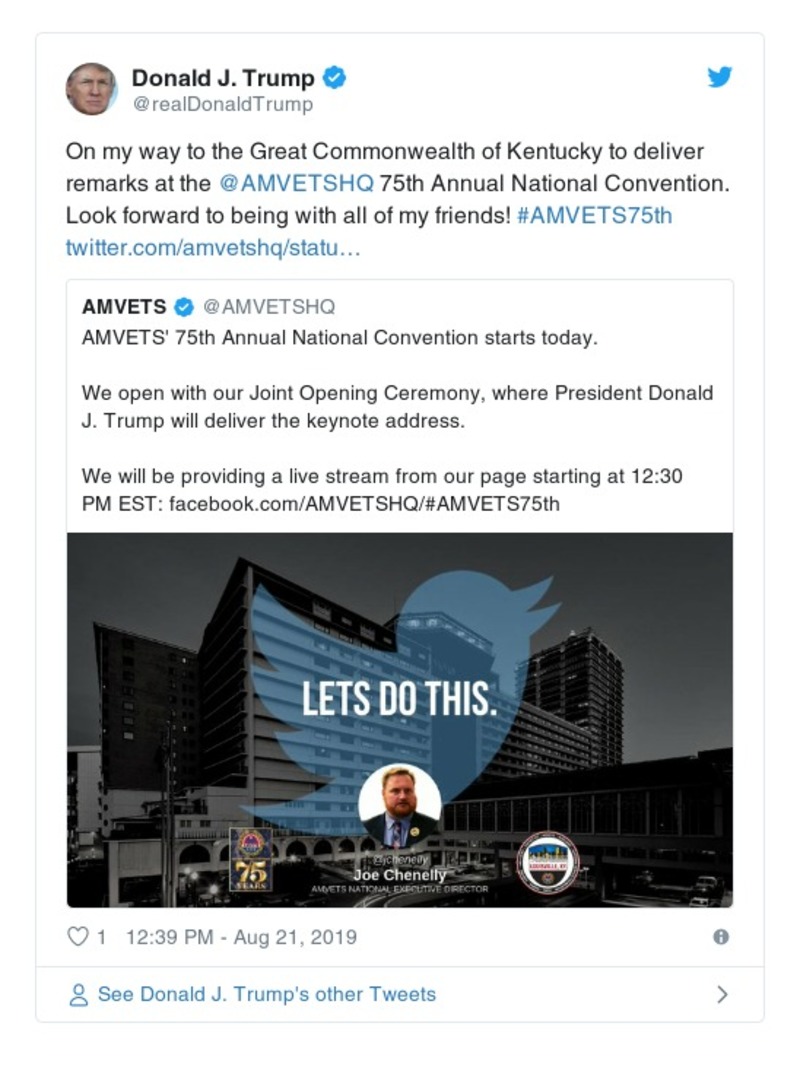 Donald J. Trump
@realDonaldTrump
On my way to the Great Commonwealth of Kentucky to deliver
remarks at the @AMVETSHQ 75th Annual National Convention.
Look forward to being with all of my friends! #AMVETS75th
twitter.com/amvetshq/statu…
AMVETS @AMVETSHQ
AMVETS' 75th Annual National Convention starts today.
We open with our Joint Opening Ceremony, where President Donald
J. Trump will deliver the keynote address.
We will be providing a live stream from our page starting at 12:30
PM EST: facebook.com/AMVETSHQ/#AMVETS75th
LETS DO THIS.
75
YEARS
@jchenelly
Joe Chenelly
AMVETS NATIONAL EXECUTIVE DIRECTOR
LOUISVILLE, KY
1 12:39 PM - Aug 21, 2019
See Donald J. Trump's other Tweets